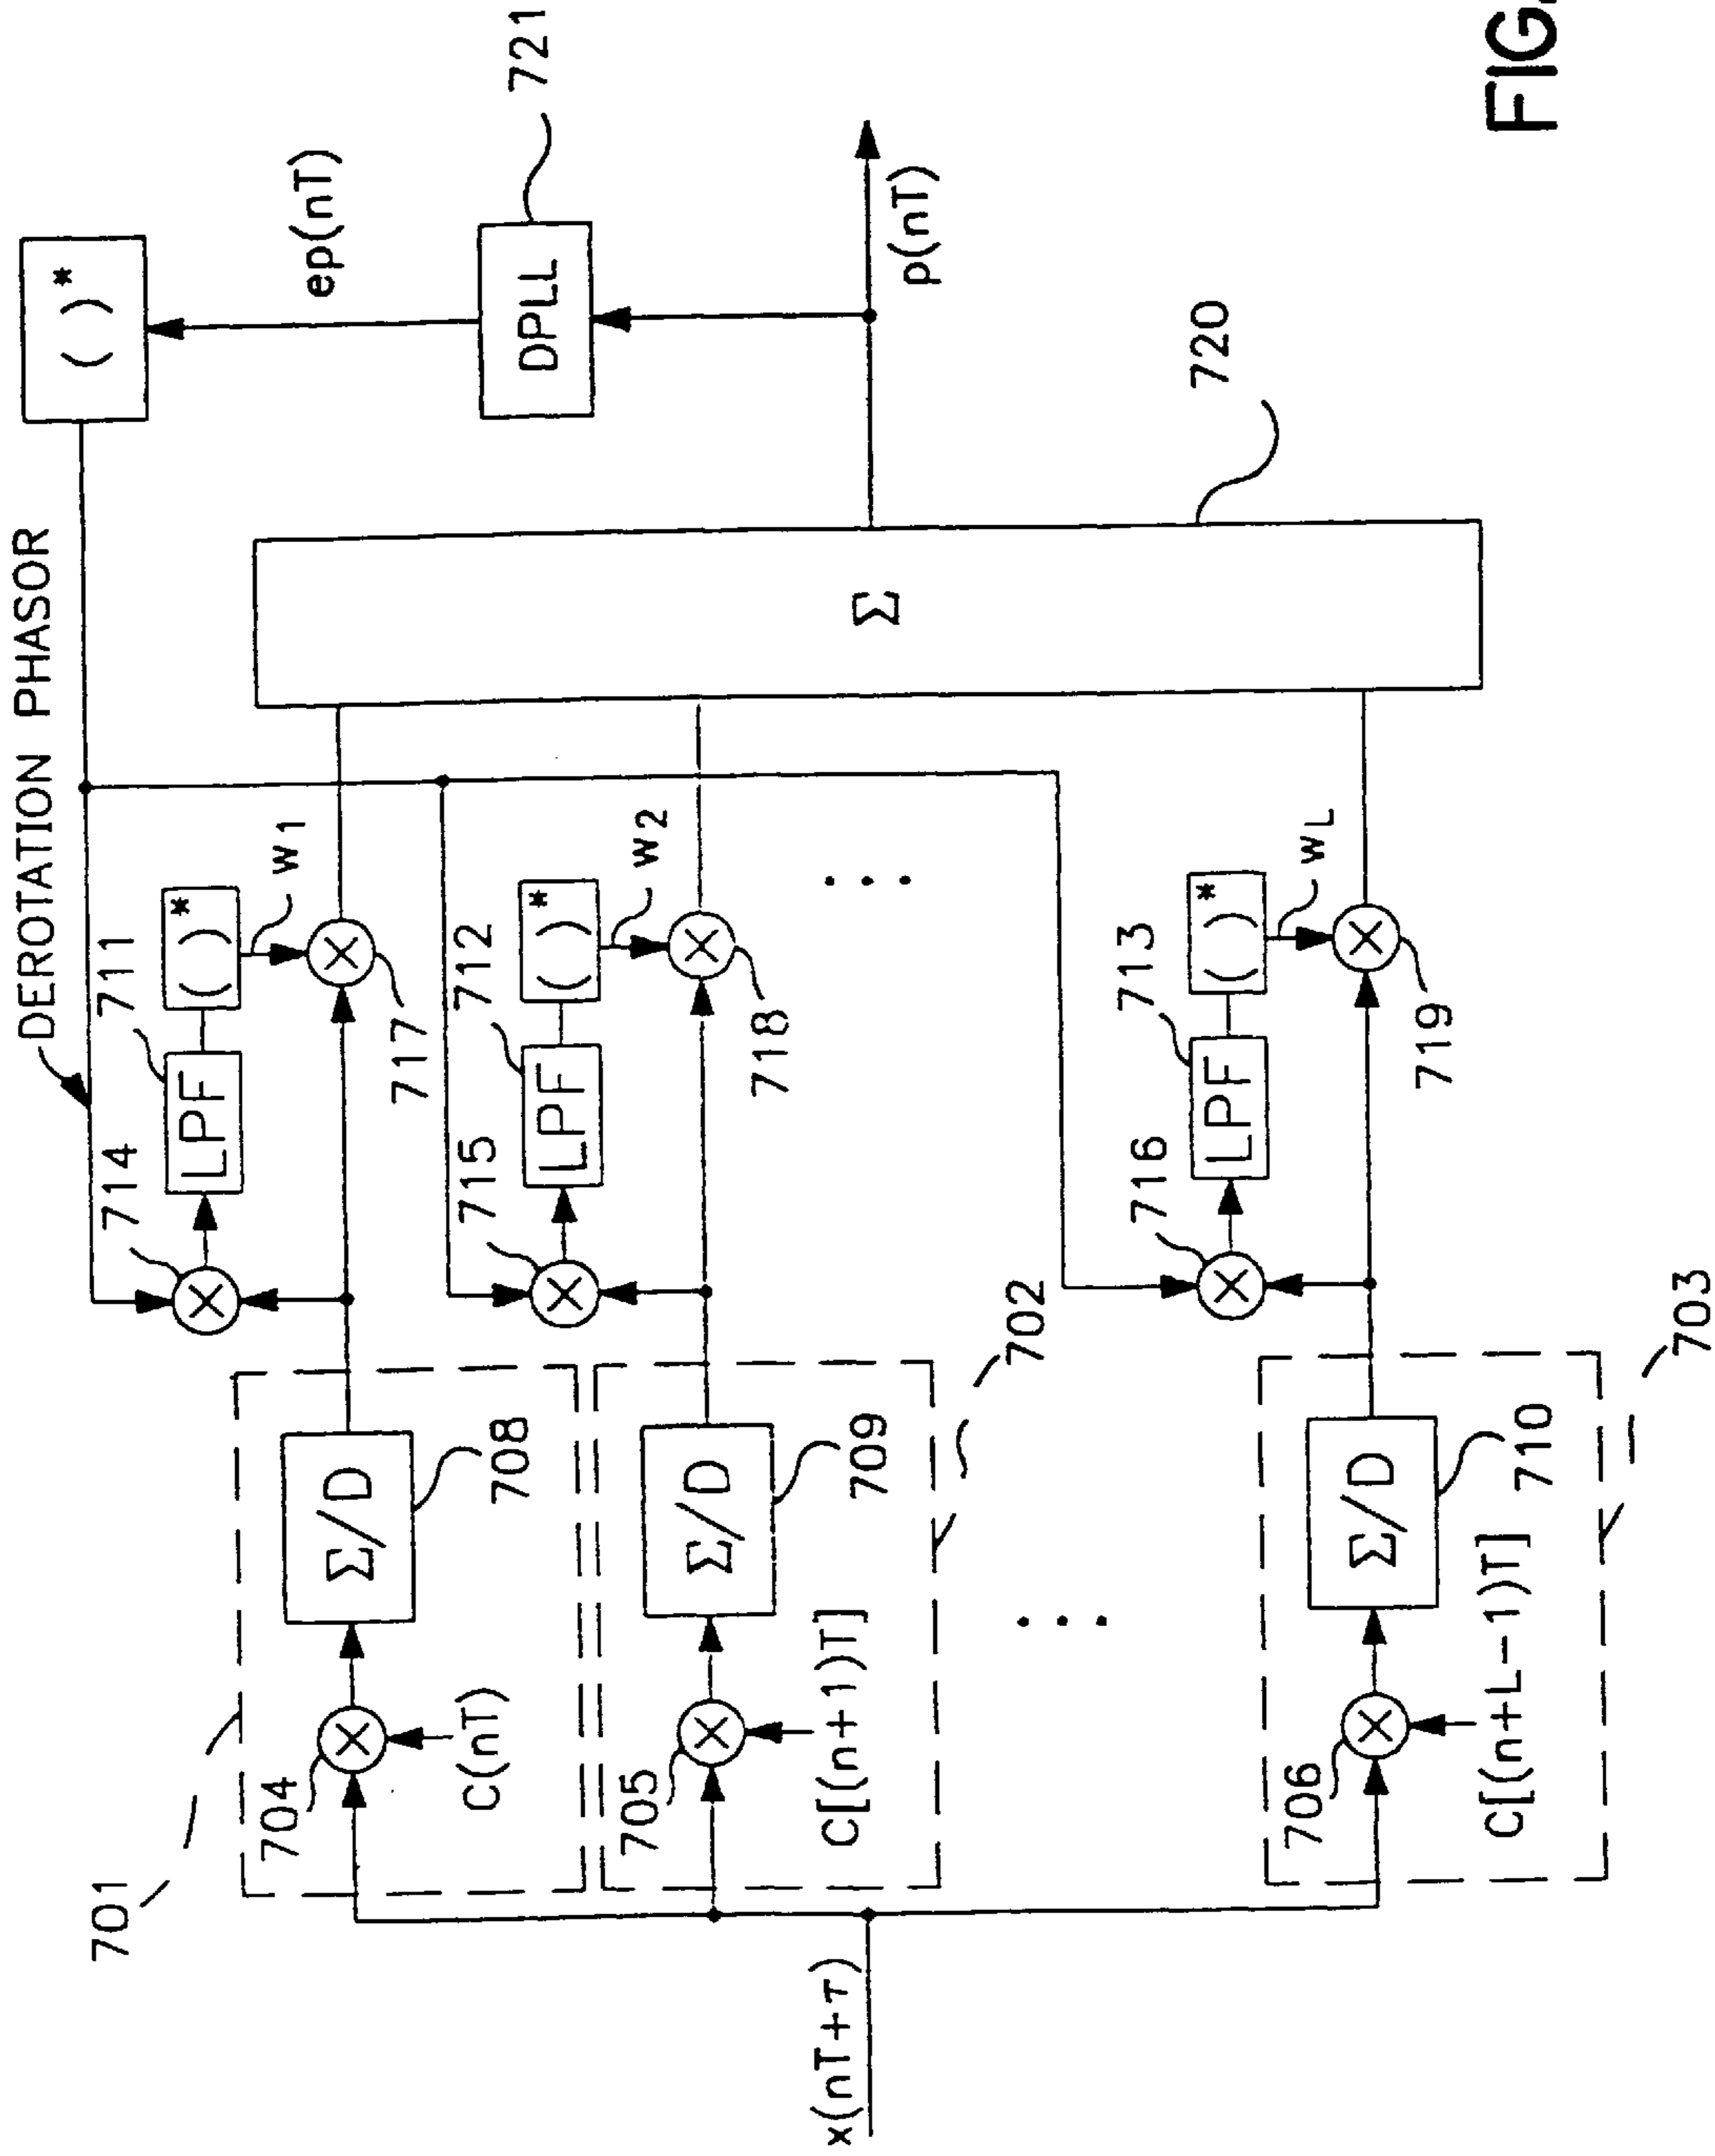 DEROTATION PHASOR
( )*
ep(nT)
721
DPLL
p(nT)
714
711
LPF
( )*
w1
717
715
712
LPF
( )*
w2
718
...
716
713
LPF
( )*
wL
719
Σ
720
701
704
C(nT)
Σ/D
708
705
C[(n+1)T]
Σ/D
709
702
...
706
C[(n+L-1)T]
Σ/D
710
703
x(nT+τ)
FIG.